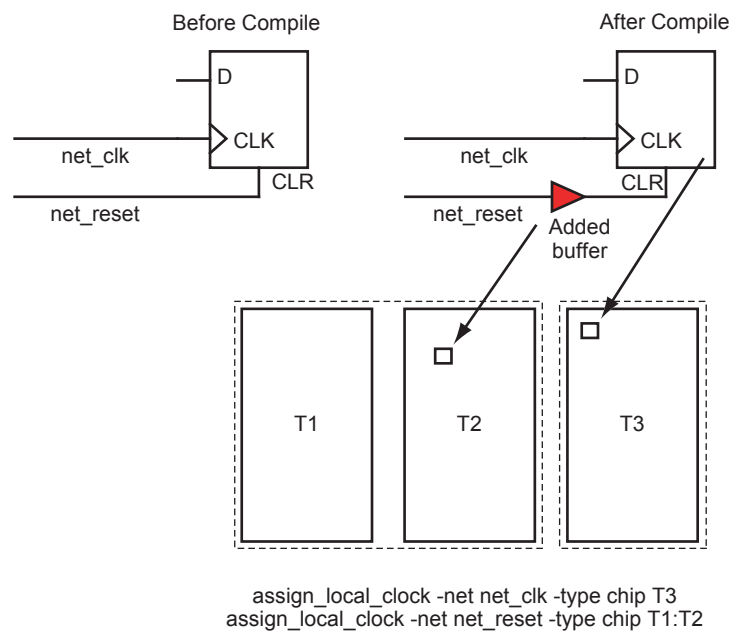 Before Compile
After Compile
D
D
CLK
CLK
net_clk
net_clk
CLR
CLR
net_reset
net_reset
Added
buffer
T1
T2
T3
assign_local_clock -net net_clk -type chip T3
assign_local_clock -net net_reset -type chip T1:T2